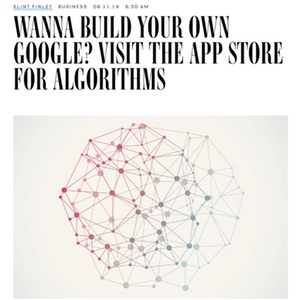 KLINT FINLEY BUSINESS 08.11.14 6:30 AM
WANNA BUILD YOUR OWN
GOOGLE? VISIT THE APP STORE
FOR ALGORITHMS